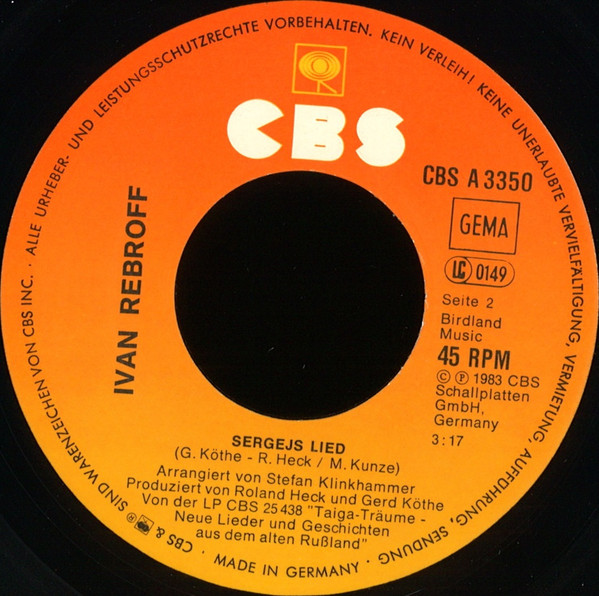 CBS
CBS A 3350
GEMA
LC 0149
Seite 2
Birdland
Music
45 RPM
Ⓒ Ⓟ 1983 CBS
Schallplatten
GmbH,
Germany
3:17
IVAN REBROFF
SERGEJS LIED
(G. Köthe - R. Heck / M. Kunze)
Arrangiert von Stefan Klinkhammer
Produziert von Roland Heck und Gerd Köthe
Von der LP CBS 25 438 "Taiga-Träume -
Neue Lieder und Geschichten
aus dem alten Rußland"
CBS & SIND WARENZEICHEN VON CBS INC. · ALLE URHEBER- UND LEISTUNGSSCHUTZRECHTE VORBEHALTEN. KEIN VERLEIH! KEINE UNERLAUBTE VERVIELFÄLTIGUNG, VERMIETUNG, AUFFÜHRUNG, SENDUNG ·
MADE IN GERMANY ·